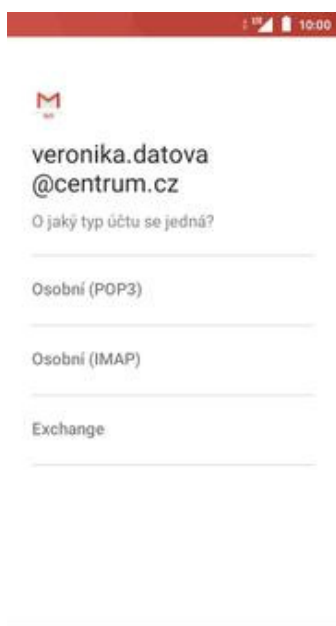 10:00
veronika.datova
@centrum.cz
O jaký typ účtu se jedná?
Osobní (POP3)
Osobní (IMAP)
Exchange